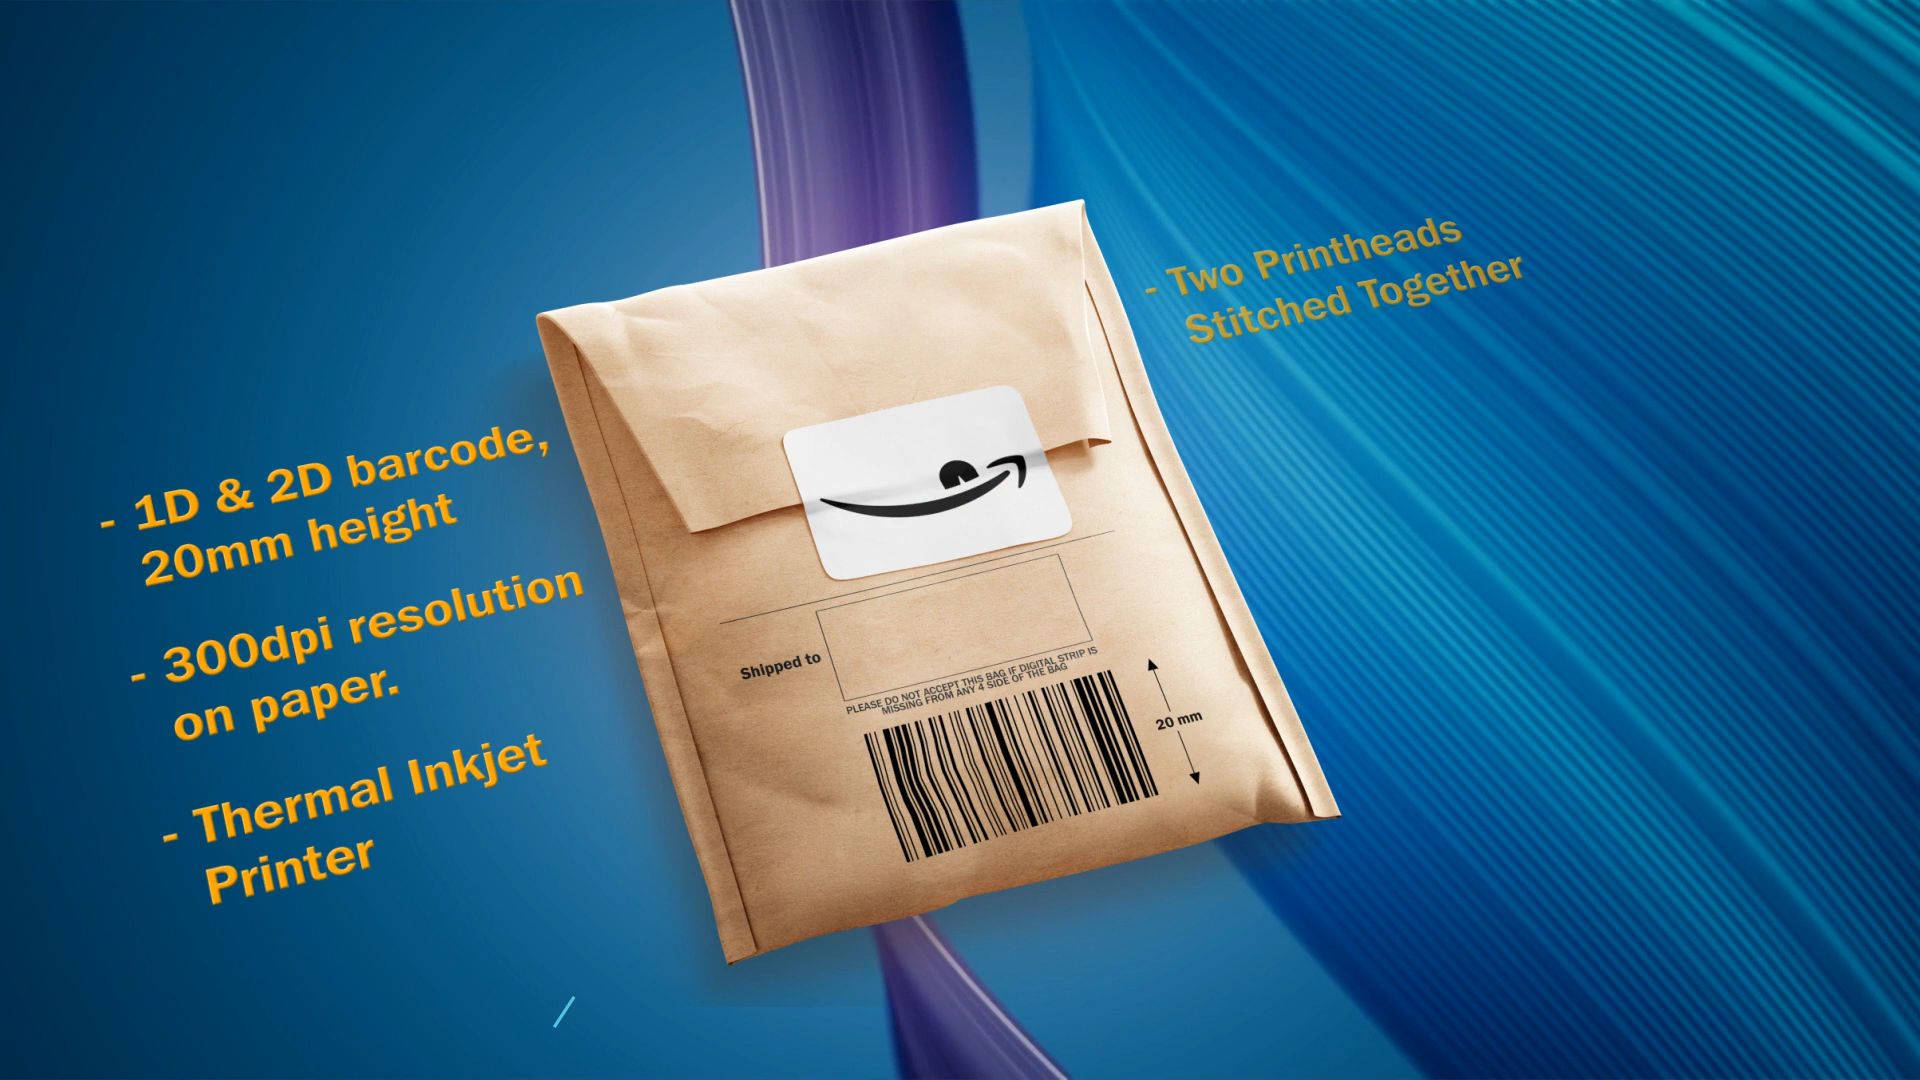 - 1D & 2D barcode,
20mm height
- 300dpi resolution
on paper.
- Thermal Inkjet
Printer
- Two Printheads
Stitched Together
Shipped to
PLEASE DO NOT ACCEPT THIS BAG IF DIGITAL STRIP IS
MISSING FROM ANY 4 SIDE OF THE BAG
20 mm